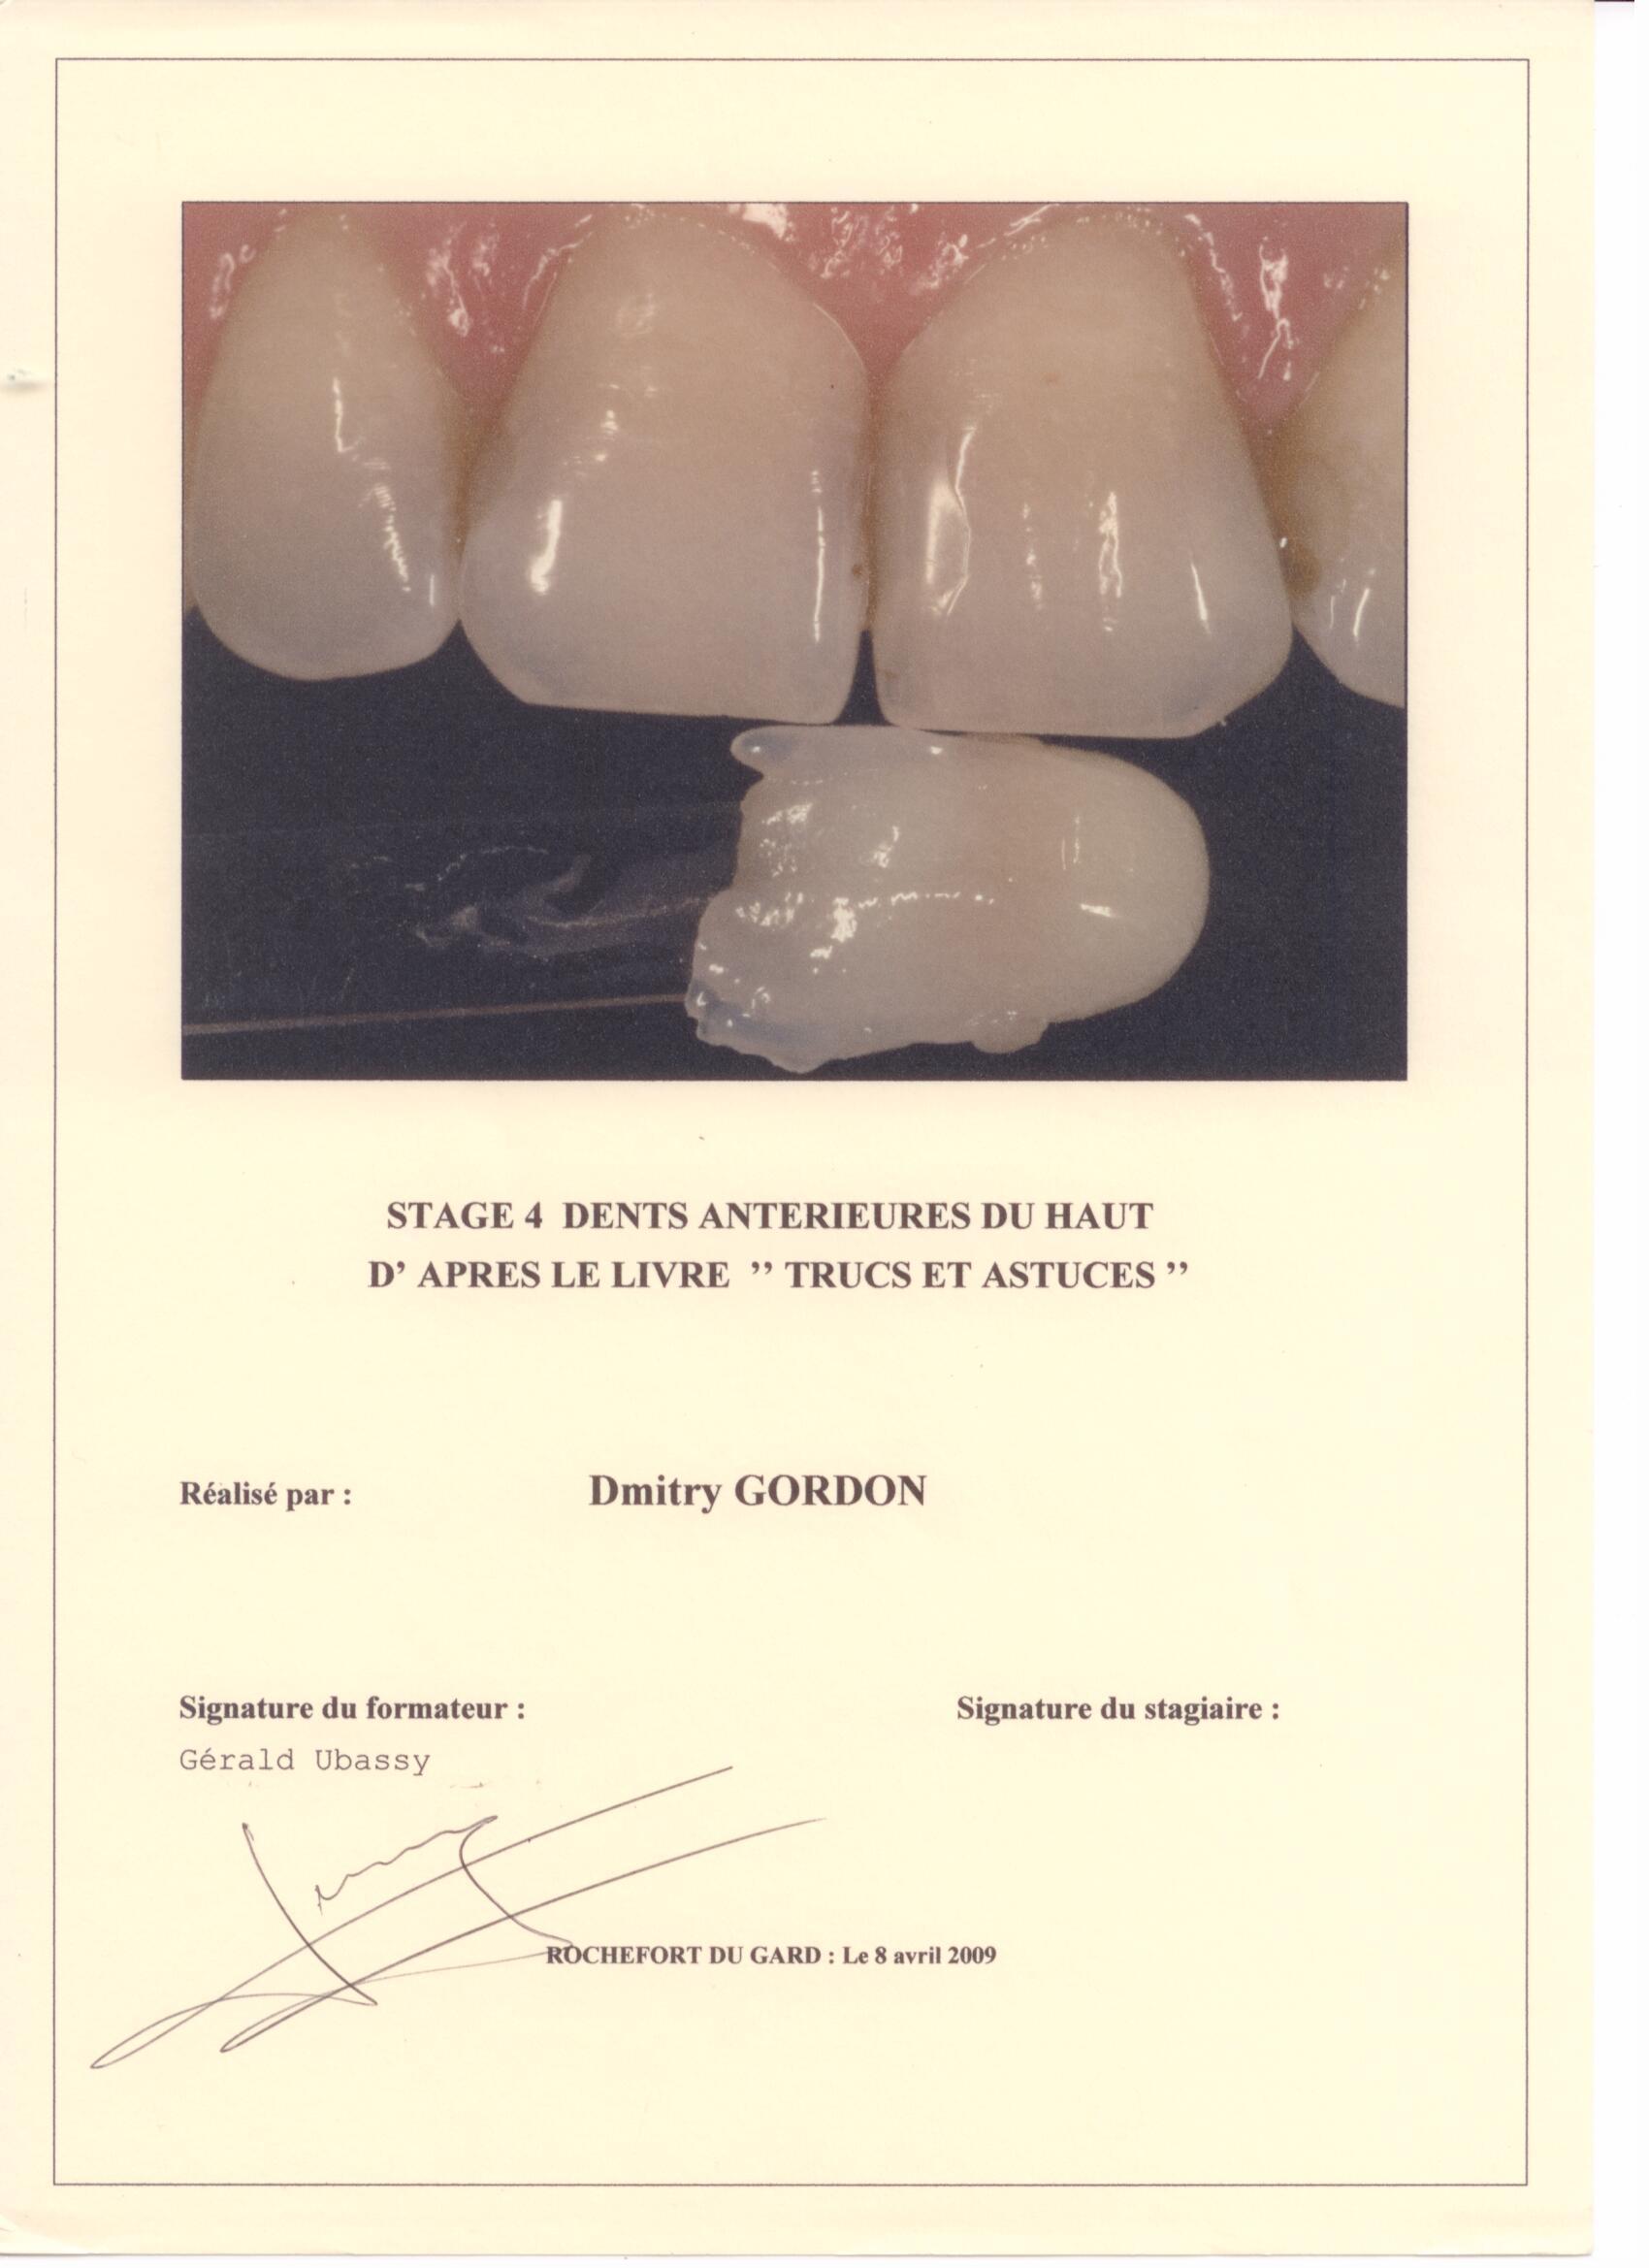 STAGE 4 DENTS ANTERIEURES DU HAUT
D’ APRES LE LIVRE ’’ TRUCS ET ASTUCES ’’
Réalisé par : Dmitry GORDON
Signature du formateur : Signature du stagiaire :
Gérald Ubassy
ROCHEFORT DU GARD : Le 8 avril 2009